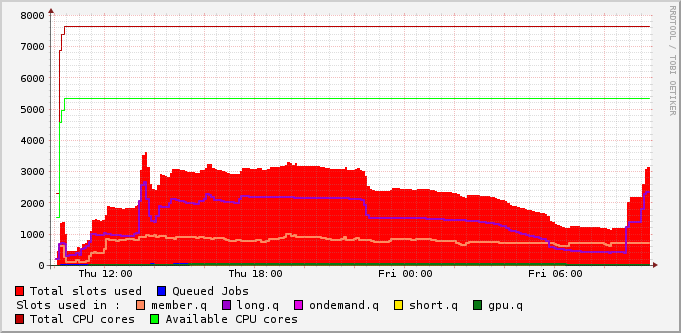 RRDTOOL / TOBI OETIKER
8000
7000
6000
5000
4000
3000
2000
1000
0
Thu 12:00 Thu 18:00 Fri 00:00 Fri 06:00
Total slots used Queued Jobs
Slots used in : member.q long.q ondemand.q short.q gpu.q
Total CPU cores Available CPU cores